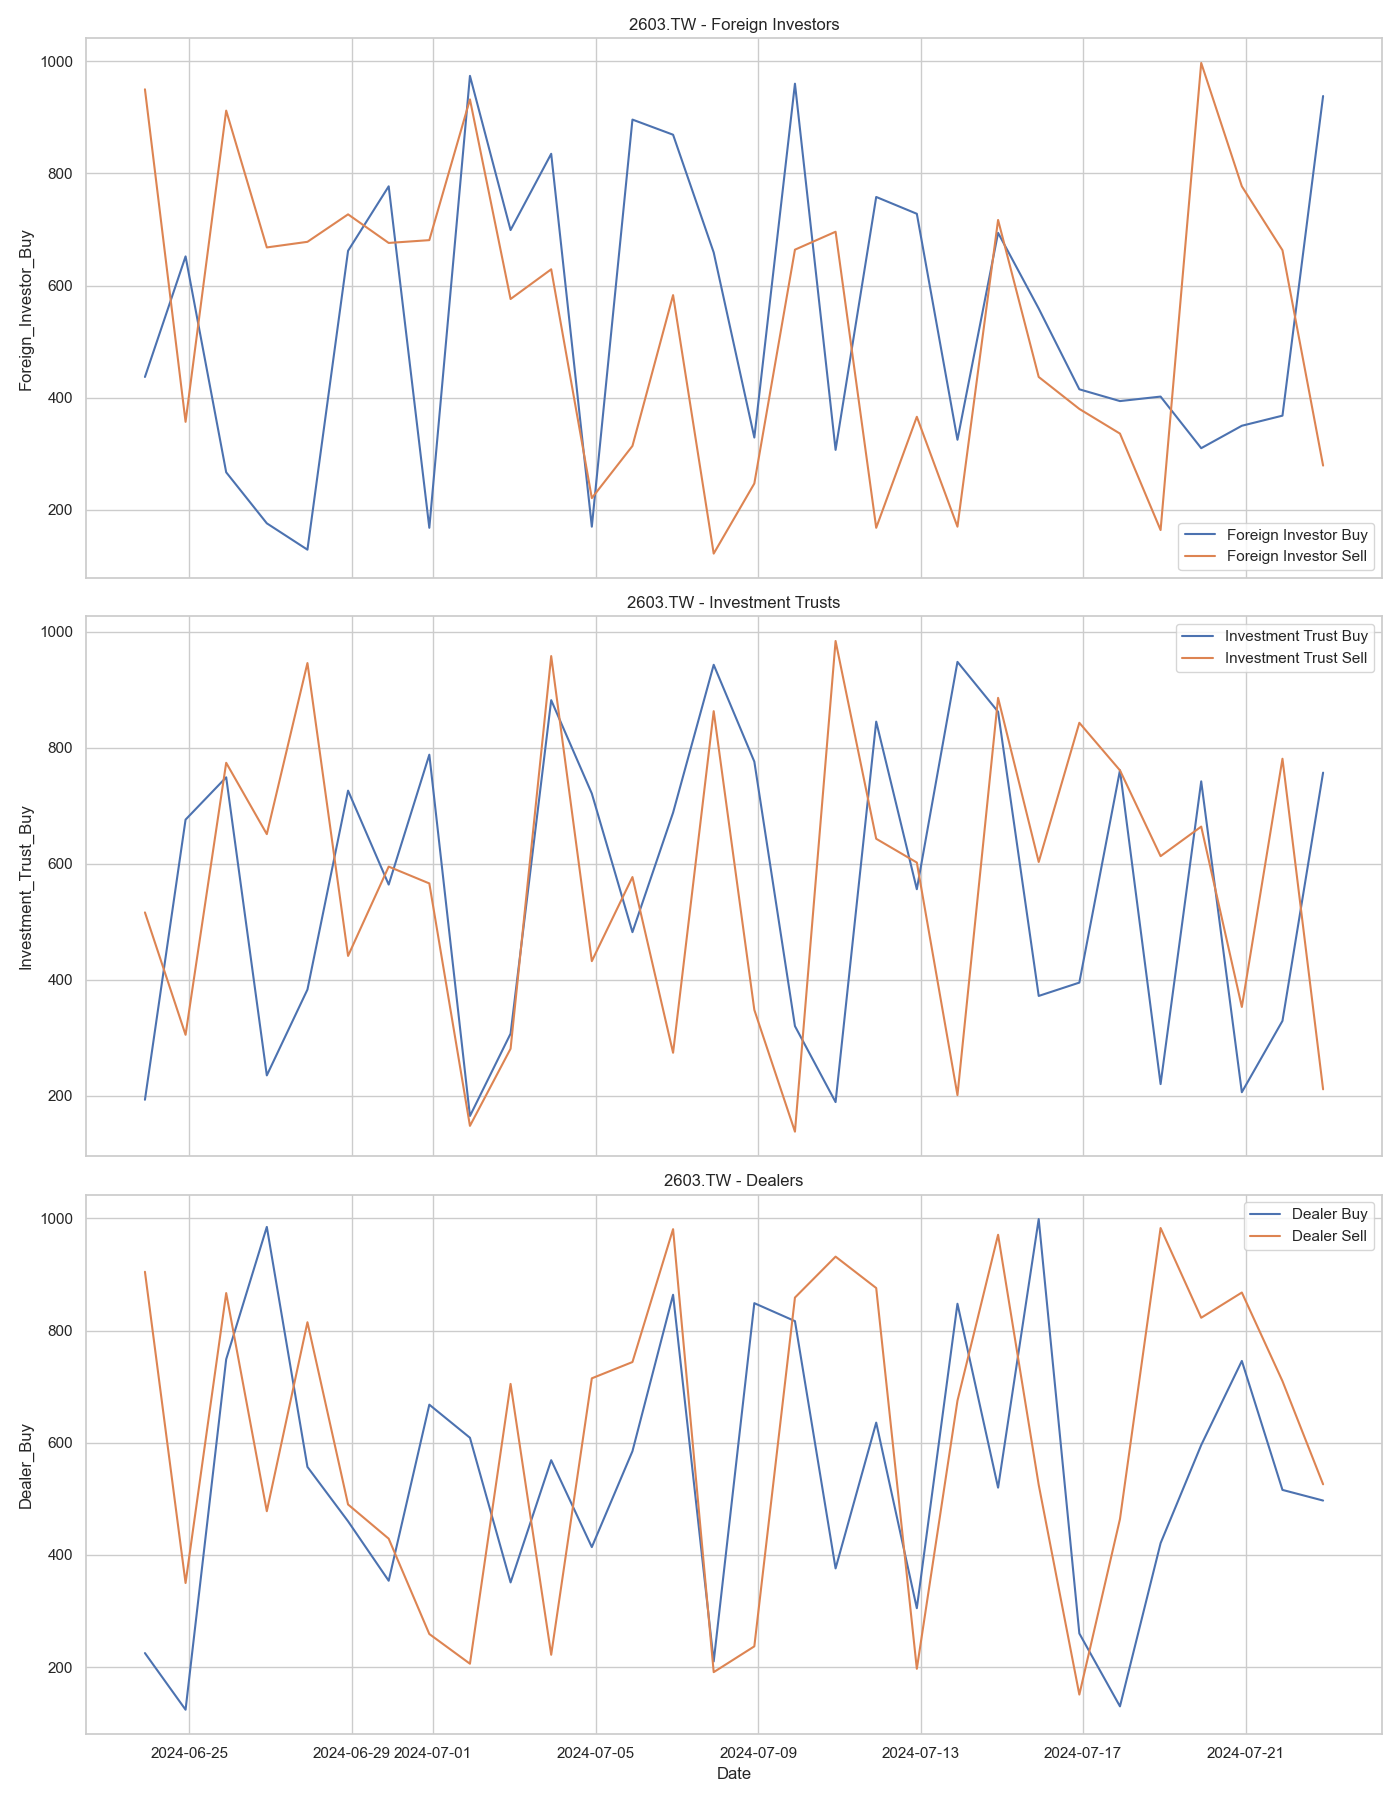 2603.TW - Foreign Investors
Foreign_Investor_Buy
1000
800
600
400
200
Foreign Investor Buy
Foreign Investor Sell
2603.TW - Investment Trusts
Investment_Trust_Buy
1000
800
600
400
200
Investment Trust Buy
Investment Trust Sell
2603.TW - Dealers
Dealer_Buy
1000
800
600
400
200
Dealer Buy
Dealer Sell
2024-06-25 2024-06-29 2024-07-01 2024-07-05 2024-07-09 2024-07-13 2024-07-17 2024-07-21
Date